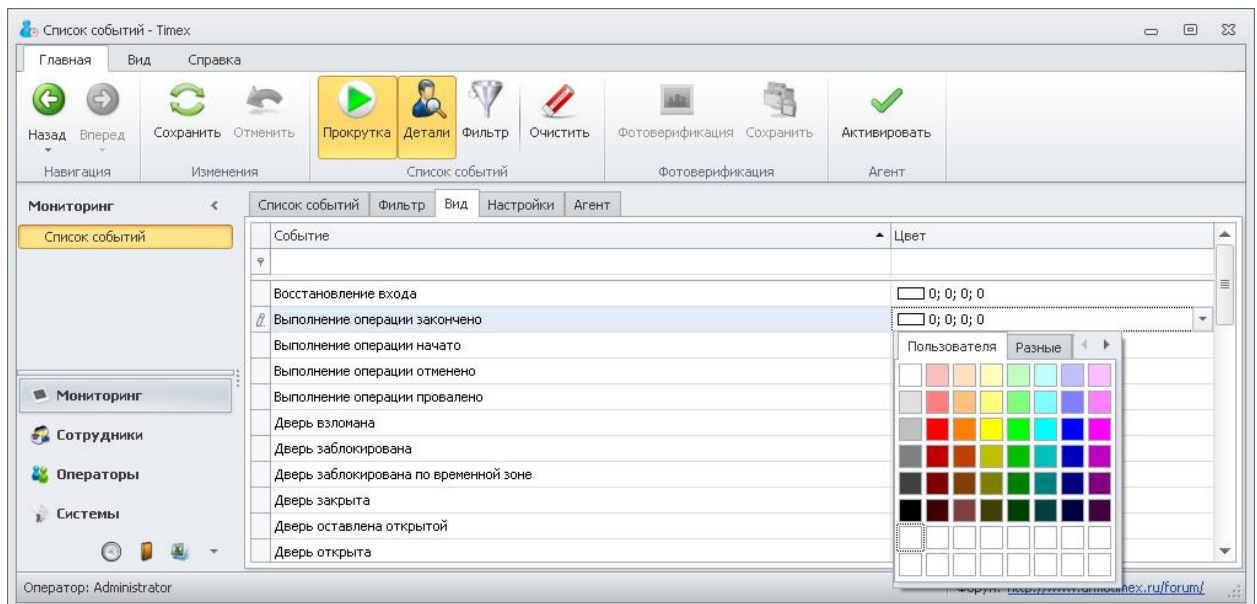 Список событий - Timex
Главная Вид Справка
Назад Вперед Сохранить Отменить Прокрутка Детали Фильтр Очистить Фотоверификация Сохранить Активировать
Навигация Изменения Список событий Фотоверификация Агент
Мониторинг
Список событий
Мониторинг
Сотрудники
Операторы
Системы
Список событий Фильтр Вид Настройки Агент
Событие Цвет
Восстановление входа 0; 0; 0; 0
Выполнение операции закончено 0; 0; 0; 0
Выполнение операции начато
Выполнение операции отменено
Выполнение операции провалено
Дверь взломана
Дверь заблокирована
Дверь заблокирована по временной зоне
Дверь закрыта
Дверь оставлена открытой
Дверь открыта
Пользователя Разные
Оператор: Administrator